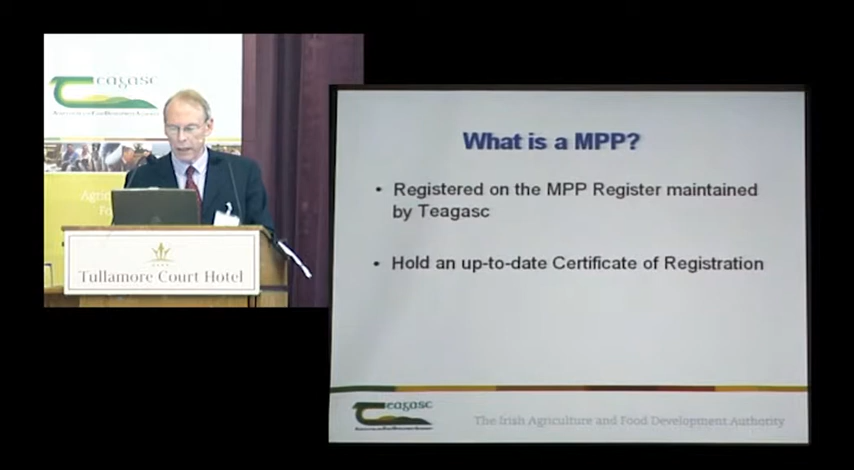 Teagasc
Tullamore Court Hotel
What is a MPP?
• Registered on the MPP Register maintained
by Teagasc
• Hold an up-to-date Certificate of Registration
Teagasc
The Irish Agriculture and Food Development Authority